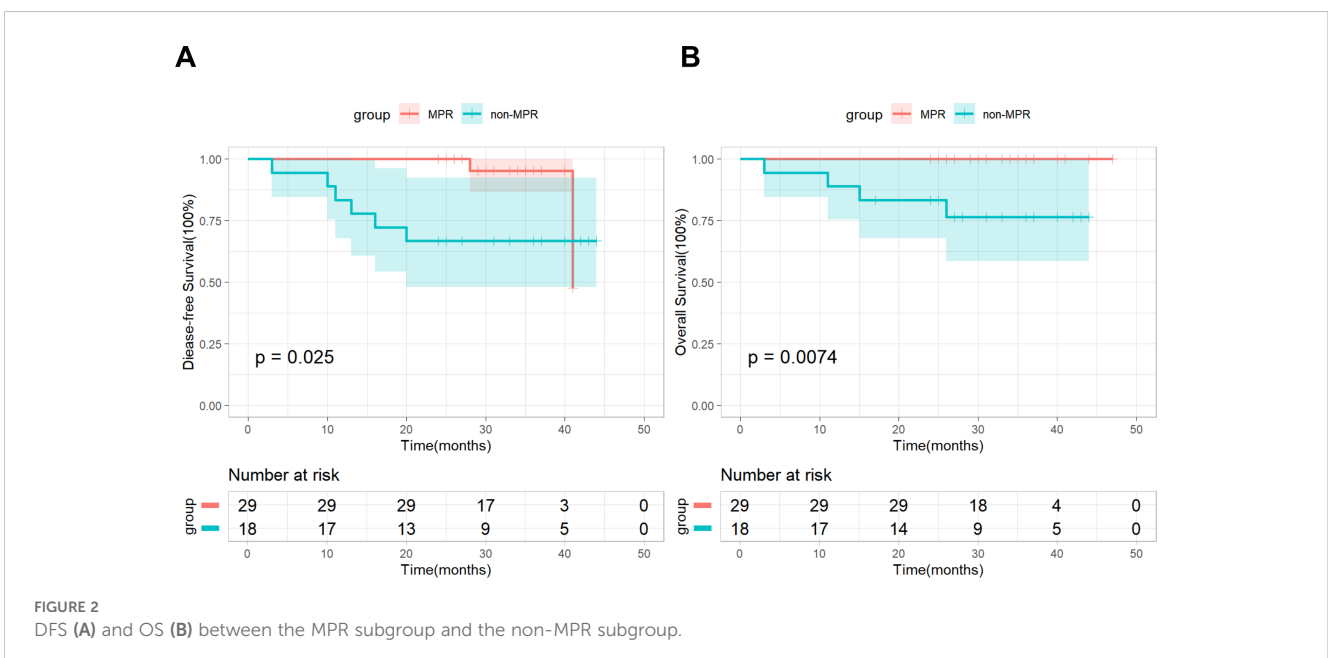 A
group MPR non-MPR
Diease-free Survival(100%)
1.00
0.75
0.50
0.25
0.00
p = 0.025
0 10 20 30 40 50
Time(months)
Number at risk
group
29 29 29 17 3 0
18 17 13 9 5 0
0 10 20 30 40 50
Time(months)
B
group MPR non-MPR
Overall Survival(100%)
1.00
0.75
0.50
0.25
0.00
p = 0.0074
0 10 20 30 40 50
Time(months)
Number at risk
group
29 29 29 18 4 0
18 17 14 9 5 0
0 10 20 30 40 50
Time(months)
FIGURE 2
DFS (A) and OS (B) between the MPR subgroup and the non-MPR subgroup.